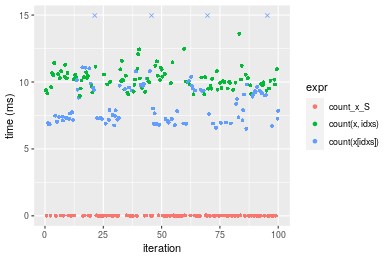 15
10
5
0
time (ms)
0
25
50
75
100
iteration
expr
count_x_S
count(x, idxs)
count(x[idxs])